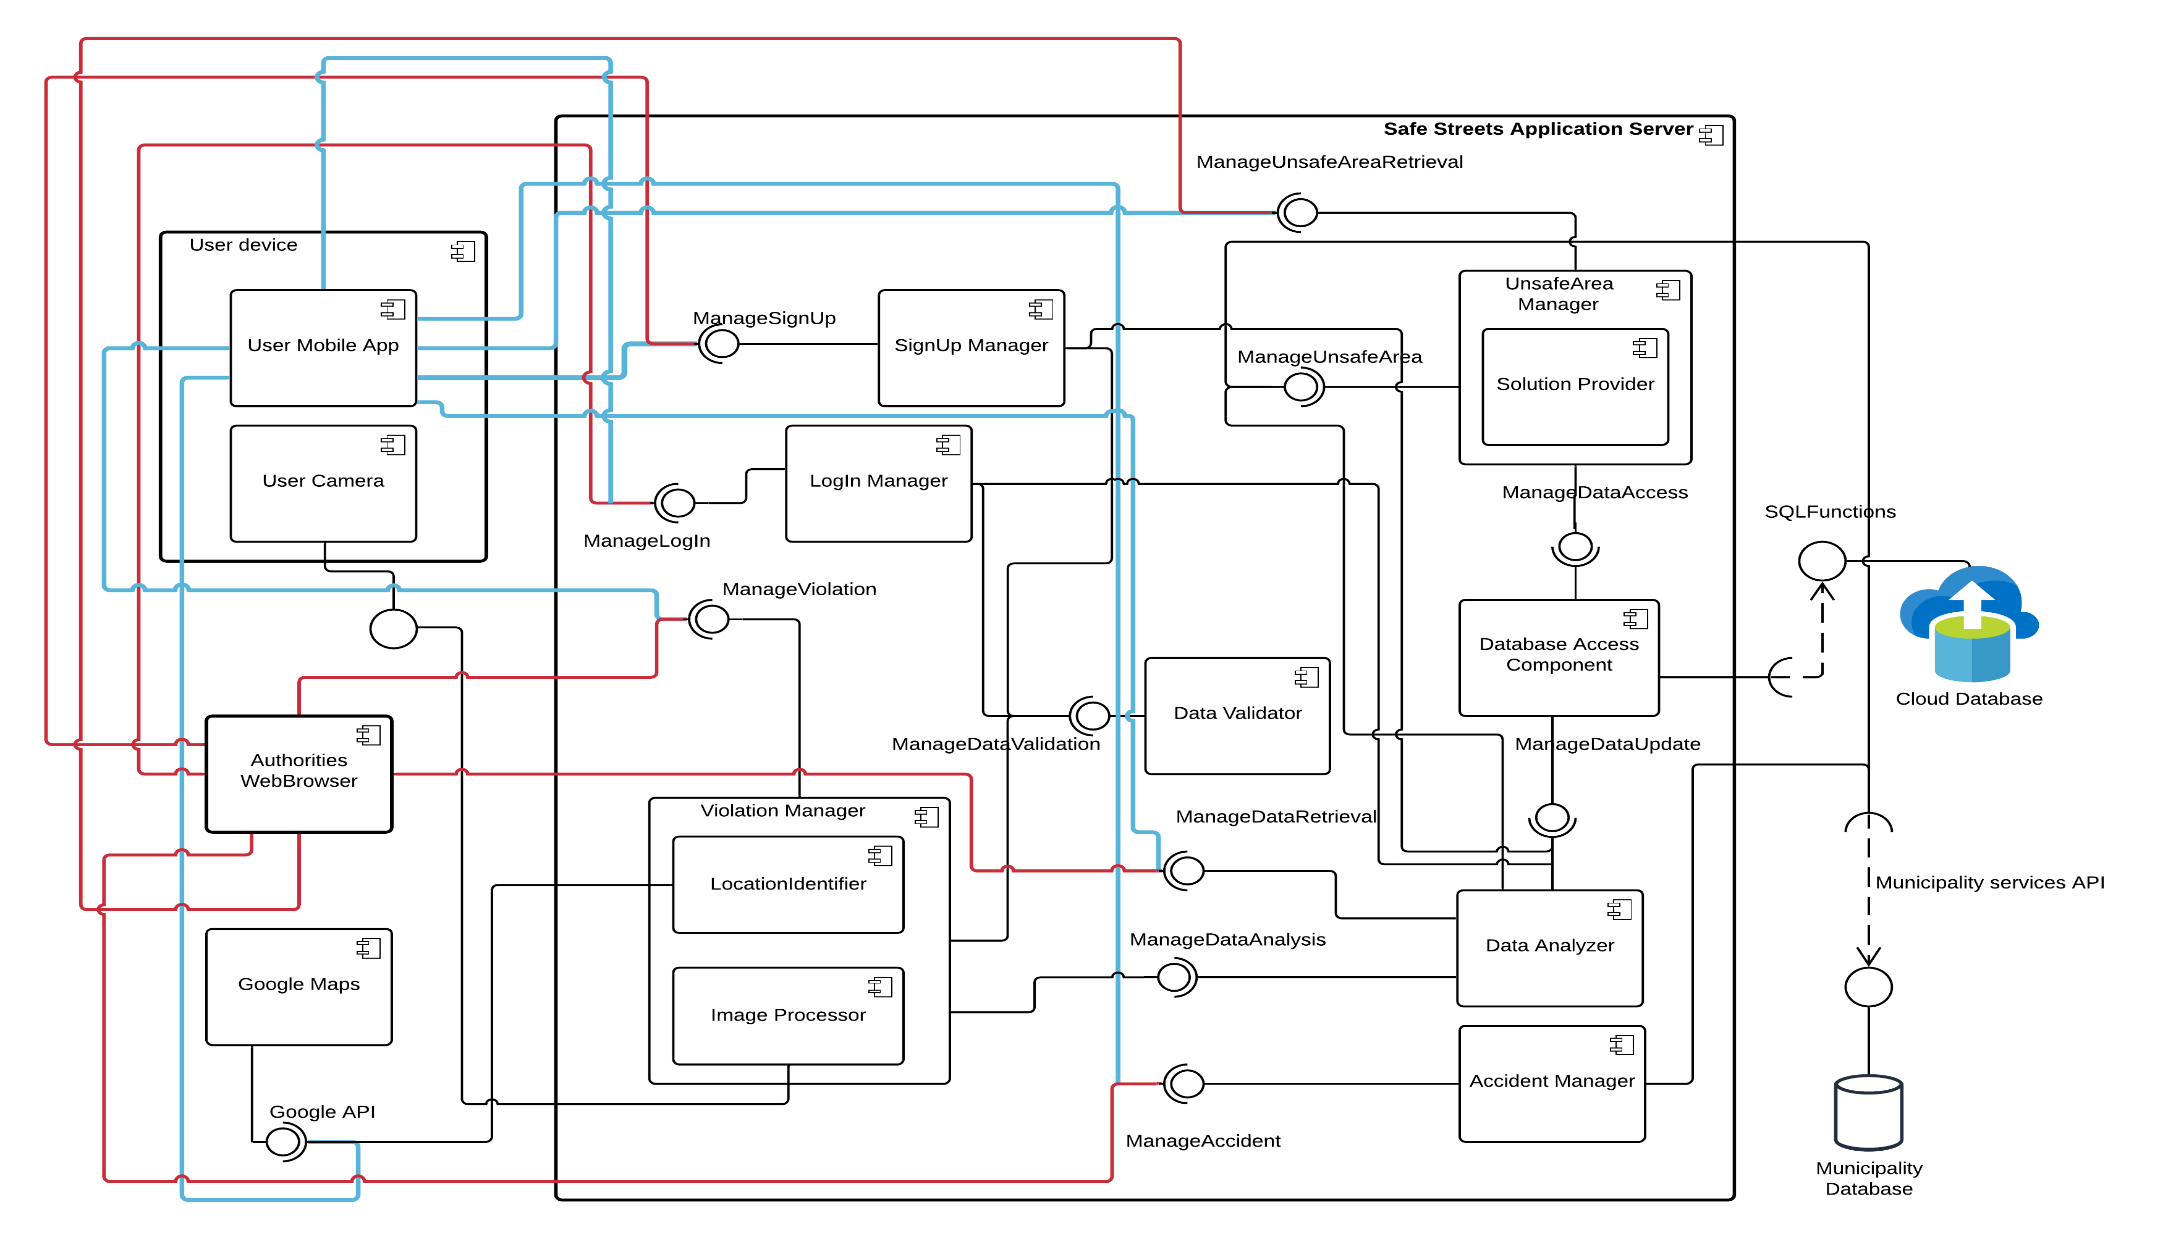 Safe Streets Application Server
ManageUnsafeAreaRetrieval
User device
UnsafeArea
Manager
ManageSignUp
User Mobile App
SignUp Manager
ManageUnsafeArea
Solution Provider
User Camera
LogIn Manager
ManageDataAccess
SQLFunctions
ManageLogIn
ManageViolation
Database Access
Component
Cloud Database
Data Validator
ManageDataValidation
ManageDataUpdate
Authorities
WebBrowser
Violation Manager
ManageDataRetrieval
LocationIdentifier
Municipality services API
ManageDataAnalysis
Data Analyzer
Google Maps
Image Processor
Accident Manager
Google API
ManageAccident
Municipality
Database